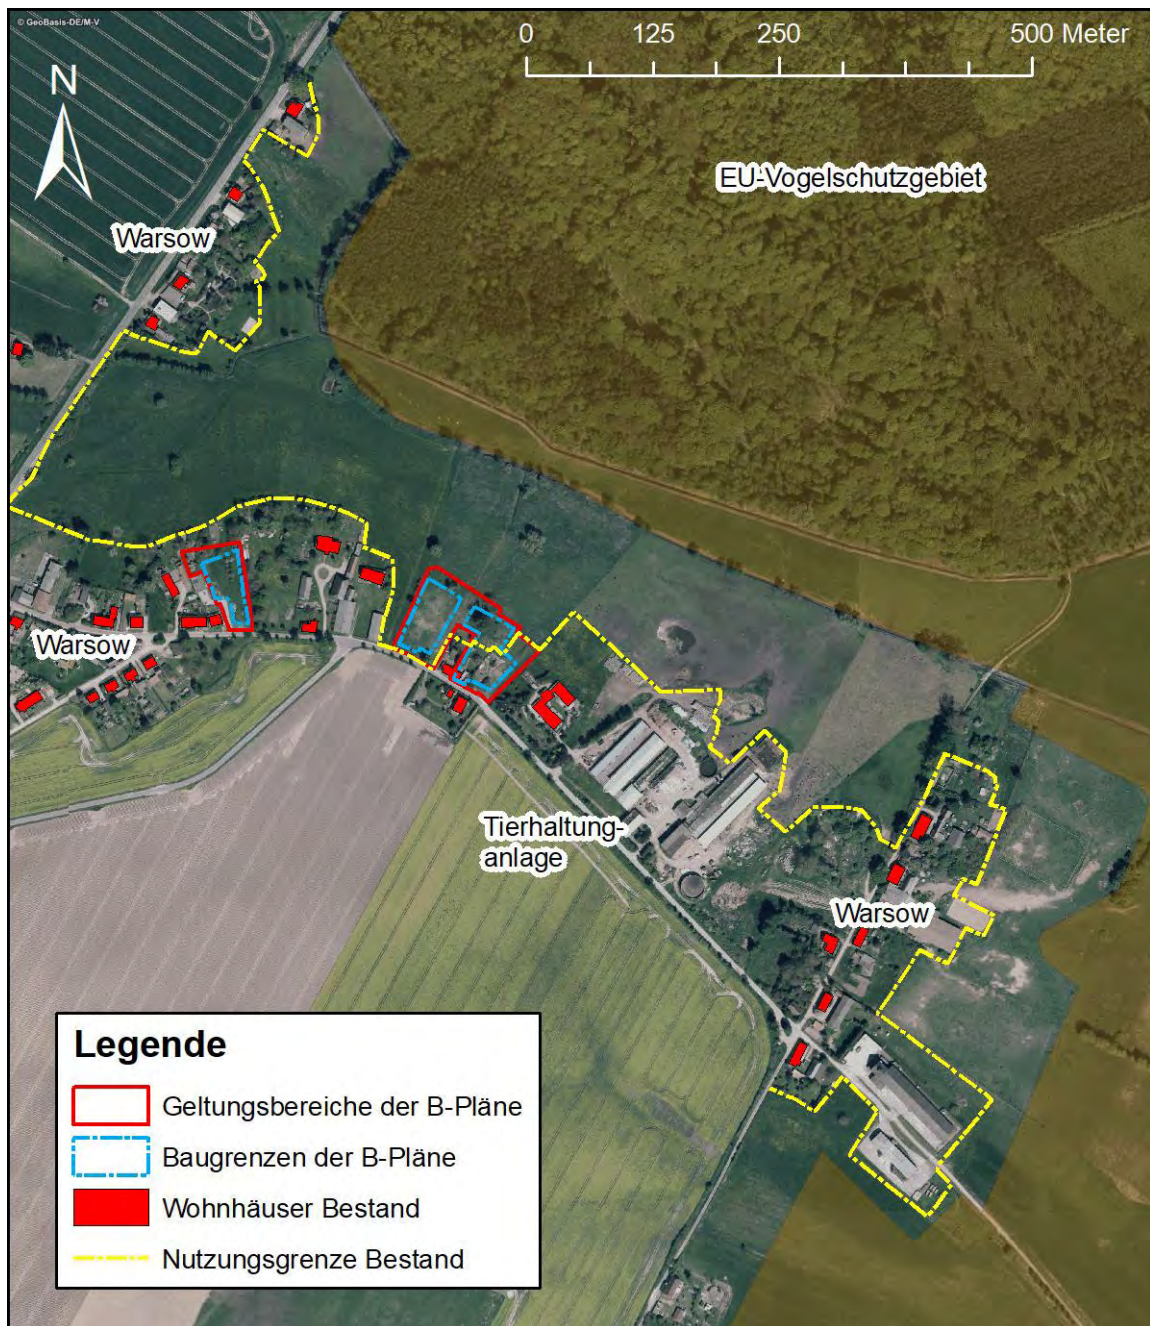 © GeoBasis-DE/M-V
0 125 250 500 Meter
N
EU-Vogelschutzgebiet
Warsow
Warsow
Tierhaltung-
anlage
Warsow
Legende
Geltungsbereiche der B-Pläne
Baugrenzen der B-Pläne
Wohnhäuser Bestand
Nutzungsgrenze Bestand